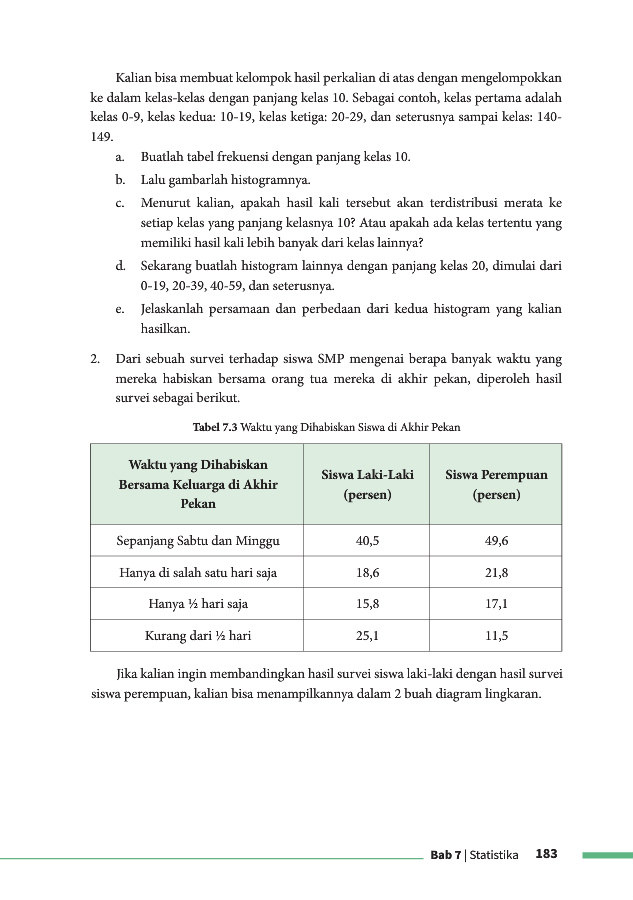 Kalian bisa membuat kelompok hasil perkalian di atas dengan mengelompokkan
ke dalam kelas-kelas dengan panjang kelas 10. Sebagai contoh, kelas pertama adalah
kelas 0-9, kelas kedua: 10-19, kelas ketiga: 20-29, dan seterusnya sampai kelas: 140-
149.
a. Buatlah tabel frekuensi dengan panjang kelas 10.
b. Lalu gambarlah histogramnya.
c. Menurut kalian, apakah hasil kali tersebut akan terdistribusi merata ke
setiap kelas yang panjang kelasnya 10? Atau apakah ada kelas tertentu yang
memiliki hasil kali lebih banyak dari kelas lainnya?
d. Sekarang buatlah histogram lainnya dengan panjang kelas 20, dimulai dari
0-19, 20-39, 40-59, dan seterusnya.
e. Jelaskanlah persamaan dan perbedaan dari kedua histogram yang kalian
hasilkan.
2. Dari sebuah survei terhadap siswa SMP mengenai berapa banyak waktu yang
mereka habiskan bersama orang tua mereka di akhir pekan, diperoleh hasil
survei sebagai berikut.
Tabel 7.3 Waktu yang Dihabiskan Siswa di Akhir Pekan
Waktu yang Dihabiskan
Bersama Keluarga di Akhir
Pekan
Siswa Laki-Laki
(persen)
Siswa Perempuan
(persen)
Sepanjang Sabtu dan Minggu 40,5 49,6
Hanya di salah satu hari saja 18,6 21,8
Hanya ½ hari saja 15,8 17,1
Kurang dari ½ hari 25,1 11,5
Jika kalian ingin membandingkan hasil survei siswa laki-laki dengan hasil survei
siswa perempuan, kalian bisa menampilkannya dalam 2 buah diagram lingkaran.
Bab 7 | Statistika 183